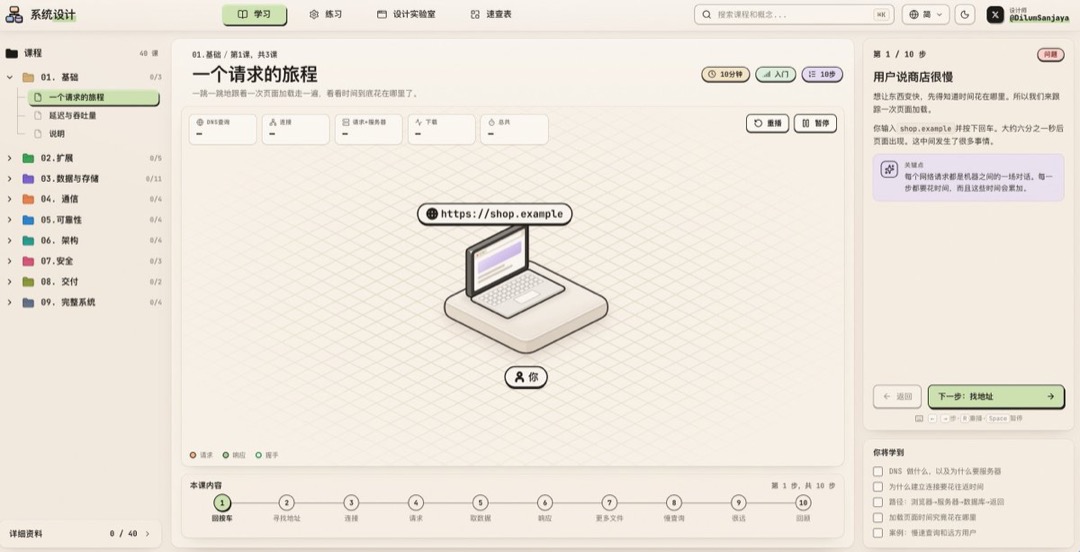 系统设计
学习
练习
设计实验室
速查表
搜索课程和概念...
⌘K
简
设计师
@DilumSanjaya
课程
40 课
01. 基础
0/3
一个请求的旅程
延迟与吞吐量
说明
02.扩展
0/5
03.数据与存储
0/11
04. 通信
0/4
05.可靠性
0/4
06. 架构
0/4
07.安全
0/3
08. 交付
0/2
09. 完整系统
0/4
详细资料
0 / 40
01.基础 / 第1课,共3课
一个请求的旅程
一跳一跳地跟着一次页面加载走一遍,看看时间到底花在哪里了。
10分钟
入门
10步
DNS查询
–
连接
–
请求+服务器
–
下载
–
总共
–
重播
暂停
https://shop.example
你
请求
响应
握手
本课内容
第 1 步,共 10 步
1
2
3
4
5
6
7
8
9
10
回按车
寻找地址
连接
请求
取数据
响应
更多文件
慢查询
很远
回顾
第 1 / 10 步
问题
用户说商店很慢
想让东西变快,先得知道时间花在哪里。所以我们来跟
踪一次页面加载。
你输入 shop.example 并按下回车。大约六分之一秒后
页面出现。这中间发生了很多事情。
关键点
每个网络请求都是机器之间的一场对话。每一
步都要花时间,而且这些时间会累加。
← 返回
下一步: 找地址 →
← → 步· R 重播· Space 暂停
你将学到
DNS 做什么,以及为什么要服务器
为什么建立连接要花往返时间
路径: 浏览器→服务器→数据库→返回
加载页面时间究竟花在哪里
案例: 慢速查询和远方用户